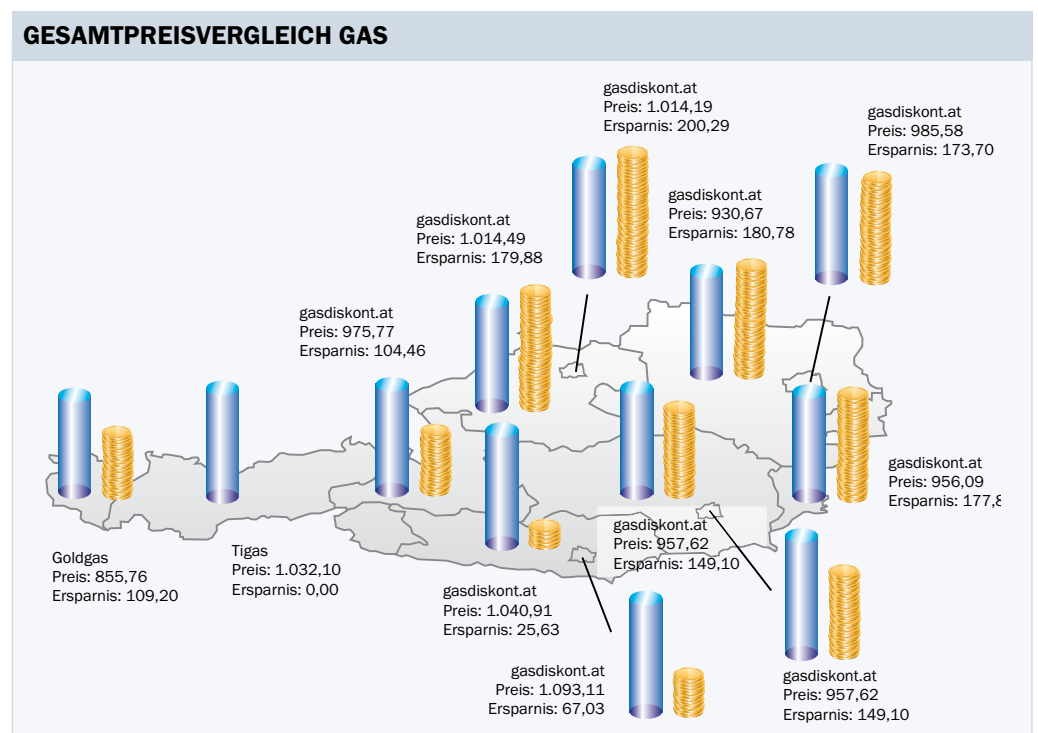 GESAMTPREISVERGLEICH GAS
gasdiskont.at
Preis: 1.014,19
Ersparnis: 200,29
gasdiskont.at
Preis: 985,58
Ersparnis: 173,70
gasdiskont.at
Preis: 930,67
Ersparnis: 180,78
gasdiskont.at
Preis: 1.014,49
Ersparnis: 179,88
gasdiskont.at
Preis: 975,77
Ersparnis: 104,46
gasdiskont.at
Preis: 956,09
Ersparnis:
gasdiskont.at
Preis: 957,62
Ersparnis: 149,10
Goldgas
Preis: 855,76
Ersparnis: 109,20
Tigas
Preis: 1.032,10
Ersparnis: 0,00
gasdiskont.at
Preis: 1.040,91
Ersparnis: 25,63
gasdiskont.at
Preis: 1.093,11
Ersparnis: 67,03
gasdiskont.at
Preis: 957,62
Ersparnis: 149,10